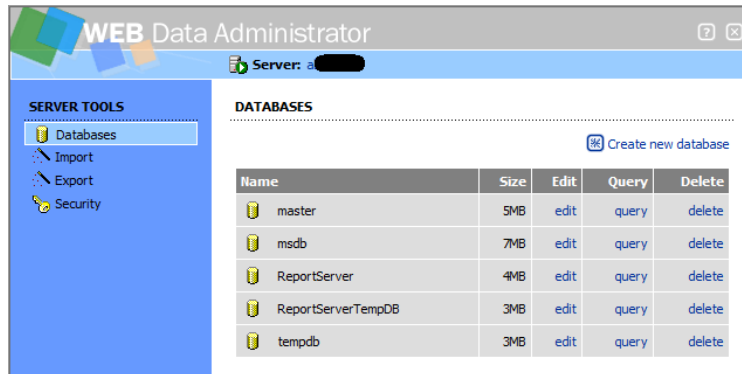 WEB Data Administrator
Server: a
SERVER TOOLS
Databases
Import
Export
Security
DATABASES
Create new database
Name Size Edit Query Delete
master 5MB edit query delete
msdb 7MB edit query delete
ReportServer 4MB edit query delete
ReportServerTempDB 3MB edit query delete
tempdb 3MB edit query delete